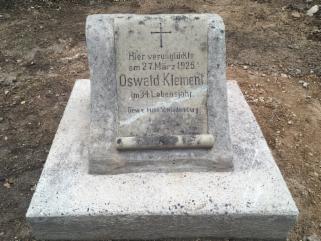 Hier verunglückte
am 27. März 1925
Oswald Klement
im 34. Lebensjahr.